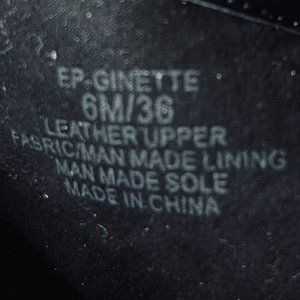 EP-GINETTE
6M/36
LEATHER UPPER
FABRIC/MAN MADE LINING
MAN MADE SOLE
MADE IN CHINA